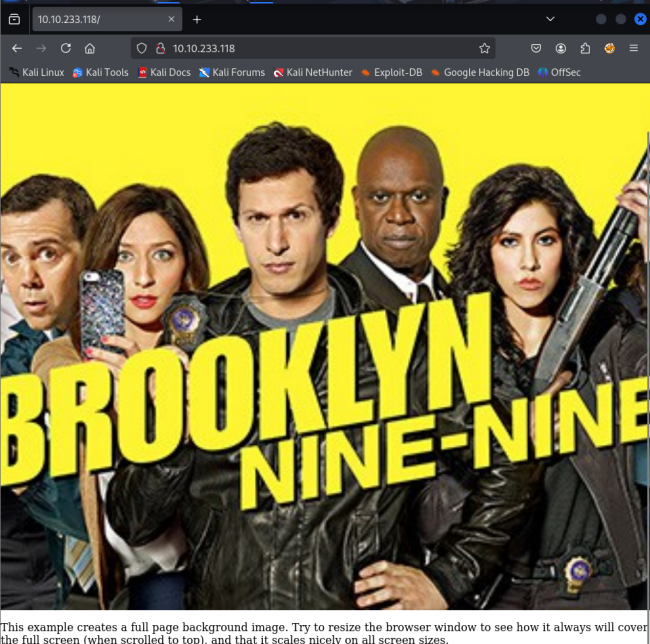 10.10.233.118/
10.10.233.118
Kali Linux Kali Tools Kali Docs Kali Forums Kali NetHunter Exploit-DB Google Hacking DB OffSec
BROOKLYN
NINE-NINE
This example creates a full page background image. Try to resize the browser window to see how it always will cover
the full screen (when scrolled to top), and that it scales nicely on all screen sizes.